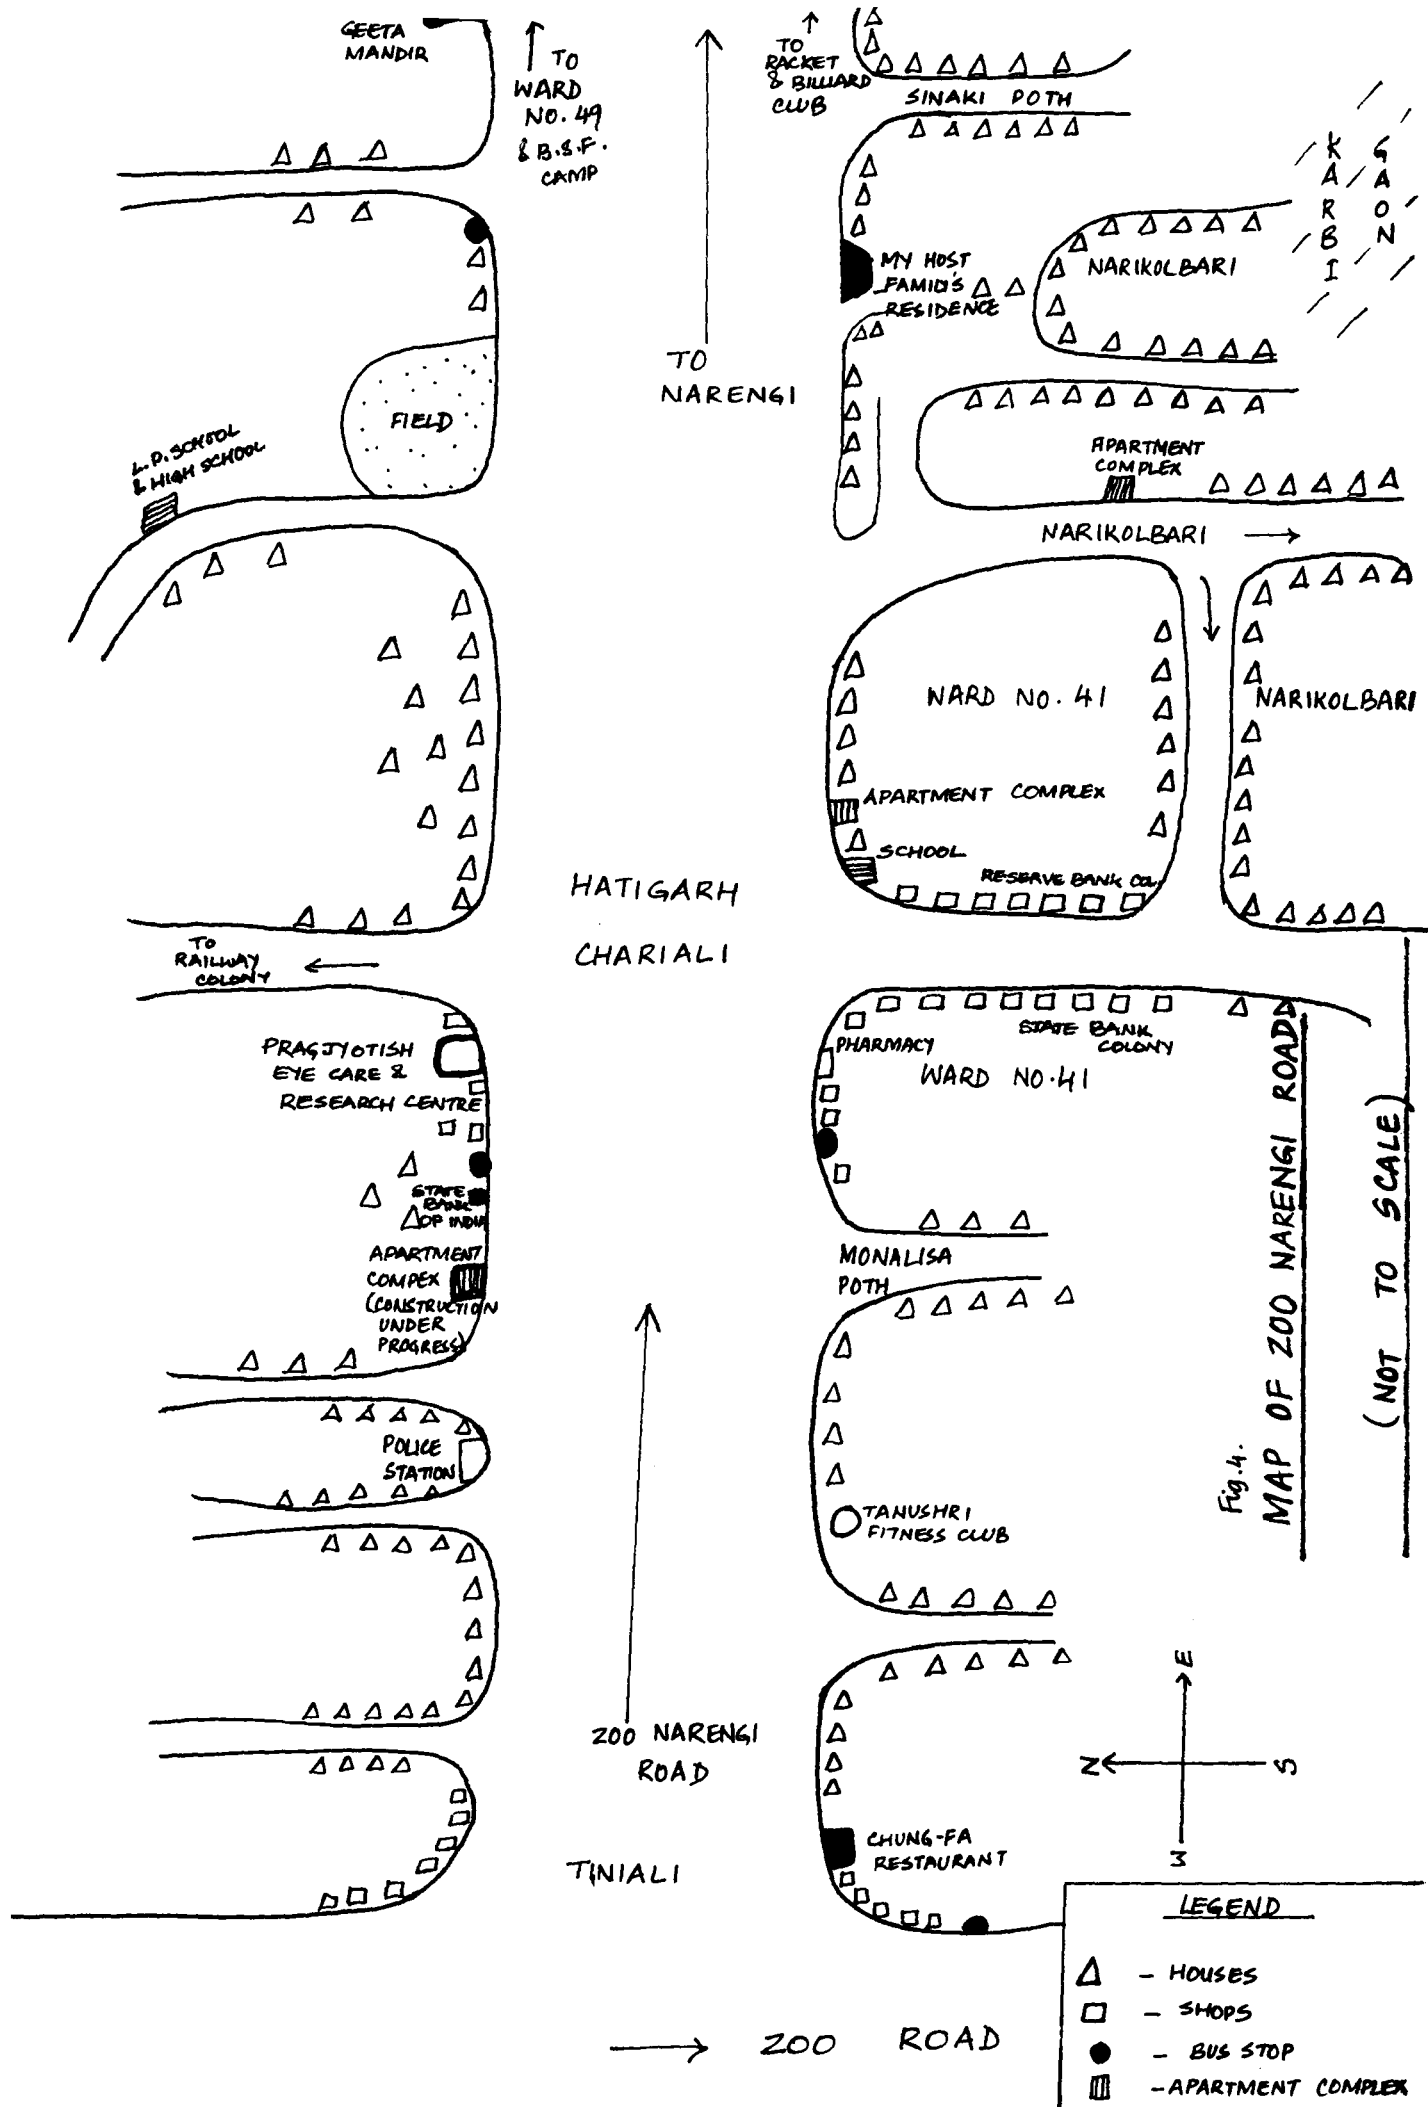 GEETA
MANDIR
TO
WARD
NO. 49
& B.S.F.
CAMP
TO
RACKET
& BILLIARD
CLUB
SINAKI POTH
KARBI
GAON
MY HOST
FAMILY'S
RESIDENCE
NARIKOLBARI
TO
NARENGI
FIELD
L.P. SCHOOL
& HIGH SCHOOL
APARTMENT
COMPLEX
NARIKOLBARI
WARD NO. 41
NARIKOLBARI
APARTMENT COMPLEX
SCHOOL
RESERVE BANK COL.
HATIGARH
CHARIALI
TO
RAILWAY
COLONY
PRAGJYOTISH
EYE CARE &
RESEARCH CENTRE
PHARMACY
STATE BANK
COLONY
WARD NO. 41
STATE
BANK
OF INDIA
APARTMENT
COMPEX
(CONSTRUCTION
UNDER
PROGRESS)
MONALISA
POTH
POLICE
STATION
TANUSHRI
FITNESS CLUB
Fig. 4.
MAP OF ZOO NARENGI ROAD
(NOT TO SCALE)
ZOO NARENGI
ROAD
E
N
S
W
CHUNG-FA
RESTAURANT
TINIALI
ZOO ROAD
LEGEND
- HOUSES
- SHOPS
- BUS STOP
- APARTMENT COMPLEX